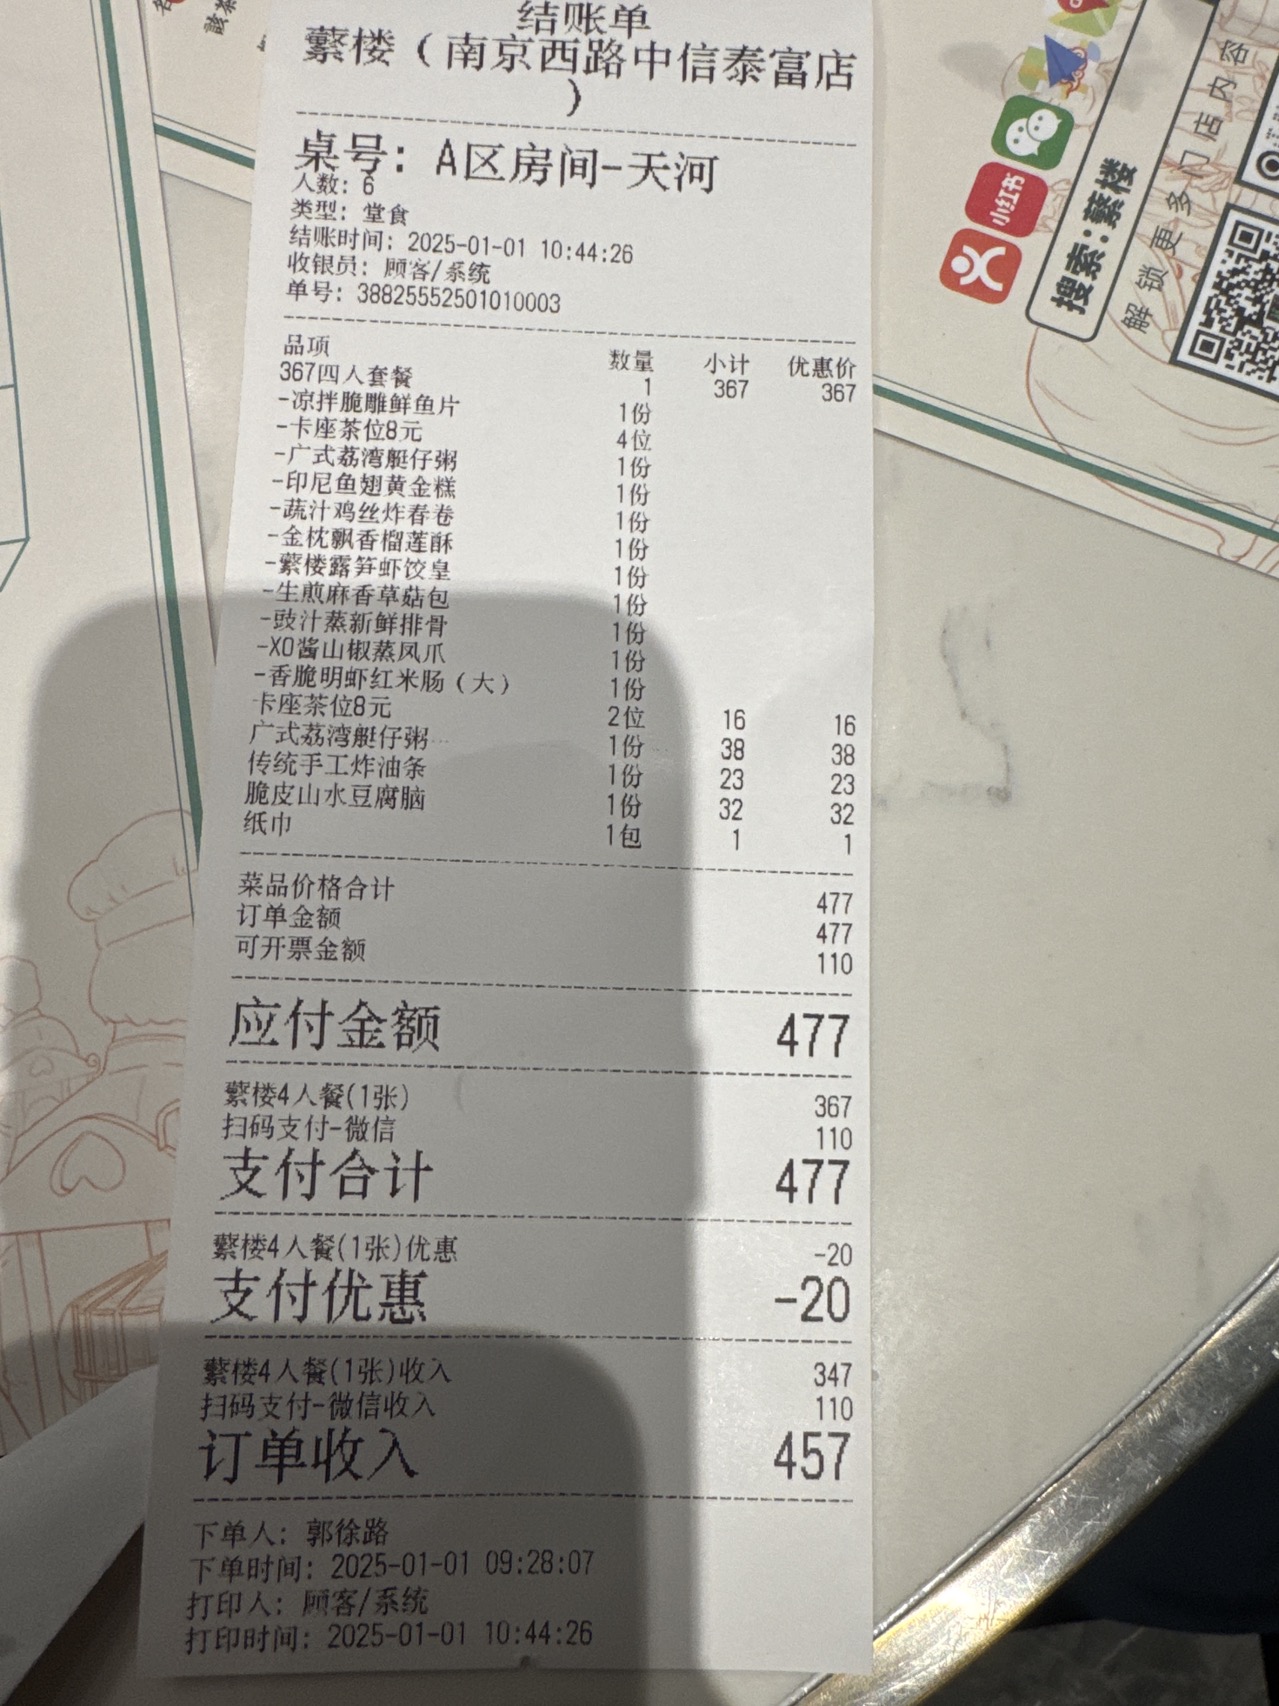 结账单
蘩楼（南京西路中信泰富店
）
桌号：A区房间-天河
人数：6
类型：堂食
结账时间：2025-01-01 10:44:26
收银员：顾客/系统
单号：38825552501010003
品项 数量 小计 优惠价
367四人套餐 1 367 367
-凉拌脆雕鲜鱼片 1份
-卡座茶位8元 4位
-广式荔湾艇仔粥 1份
-印尼鱼翅黄金糕 1份
-蔬汁鸡丝炸春卷 1份
-金枕飘香榴莲酥 1份
-蘩楼露笋虾饺皇 1份
-生煎麻香草菇包 1份
-豉汁蒸新鲜排骨 1份
-XO酱山椒蒸凤爪 1份
-香脆明虾红米肠（大） 1份
卡座茶位8元 2位 16 16
广式荔湾艇仔粥 1份 38 38
传统手工炸油条 1份 23 23
脆皮山水豆腐脑 1份 32 32
纸巾 1包 1 1
菜品价格合计 477
订单金额 477
可开票金额 110
应付金额 477
蘩楼4人餐(1张) 367
扫码支付-微信 110
支付合计 477
蘩楼4人餐(1张)优惠 -20
支付优惠 -20
蘩楼4人餐(1张)收入 347
扫码支付-微信收入 110
订单收入 457
下单人：郭徐路
下单时间：2025-01-01 09:28:07
打印人：顾客/系统
打印时间：2025-01-01 10:44:26
小红书
搜索：蘩楼
解锁更多门店内容